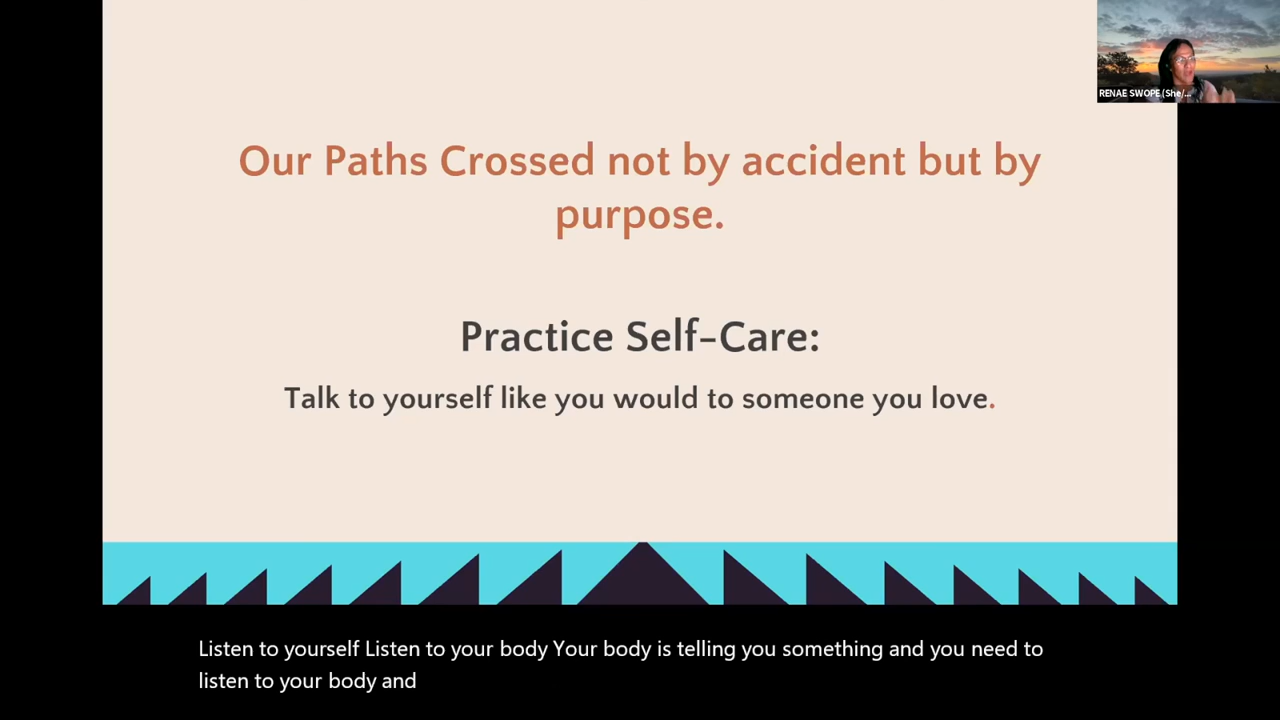 RENAE SWOPE (She/...
Our Paths Crossed not by accident but by
purpose.
Practice Self-Care:
Talk to yourself like you would to someone you love.
Listen to yourself Listen to your body Your body is telling you something and you need to
listen to your body and